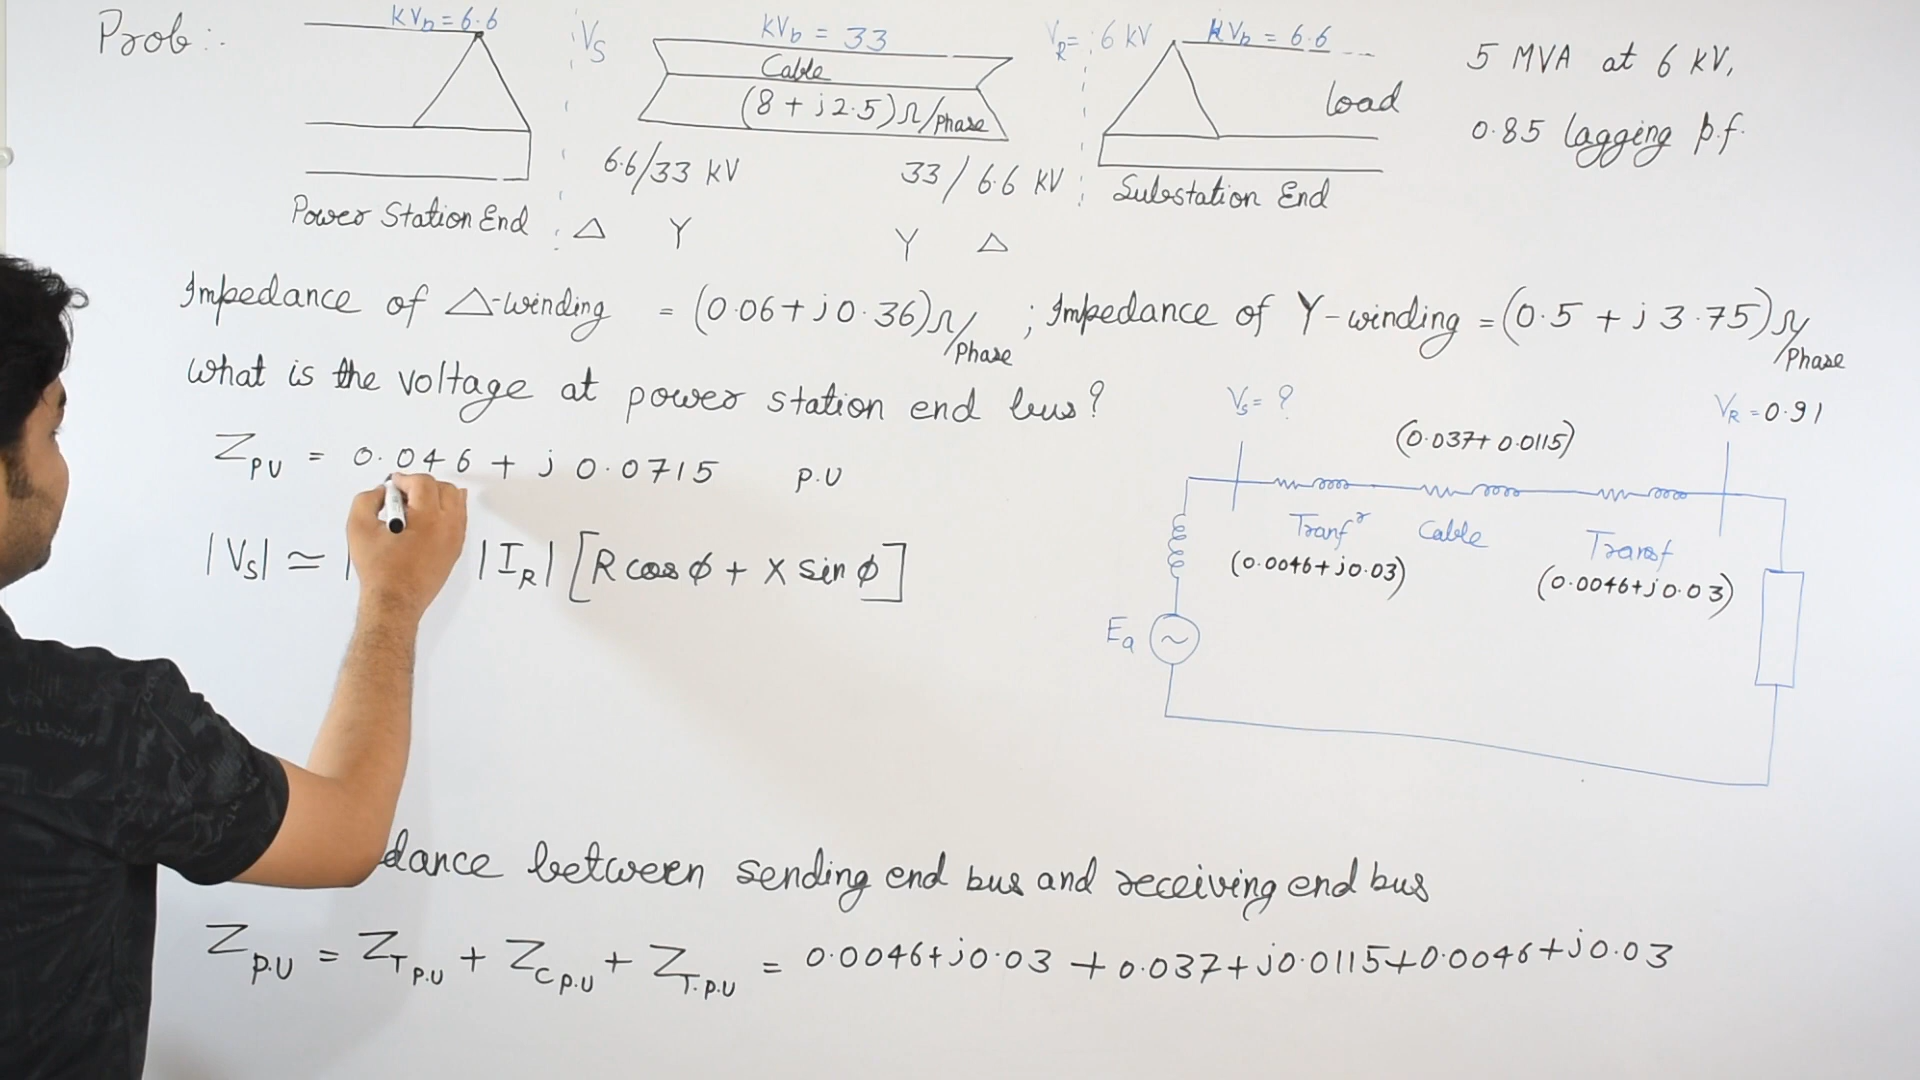 Prob:-
kVb = 6.6
VS
kVb = 33
VR = 6 kV
kVb = 6.6
Cable
(8 + j2.5)Ω/Phase
load
5 MVA at 6 kV,
0.85 lagging p.f.
6.6/33 kV
33/6.6 kV
Power Station End
Δ Y
Y Δ
Substation End
Impedance of Δ-winding = (0.06 + j0.36)Ω/Phase ; Impedance of Y-winding = (0.5 + j3.75)Ω/Phase
What is the voltage at power station end bus?
ZPU = 0.046 + j 0.0715 P.U
|VS| ≃ | |IR| [R cos ϕ + X sin ϕ]
VS = ?
VR = 0.91
(0.037+ 0.0115)
Tranfr
Cable
Transf
(0.0046+j0.03)
(0.0046+j0.03)
Eg
dance between sending end bus and receiving end bus
ZP.U = ZT P.U + ZC P.U + ZT.P.U = 0.0046+j0.03 + 0.037+j0.0115+0.0046+j0.03